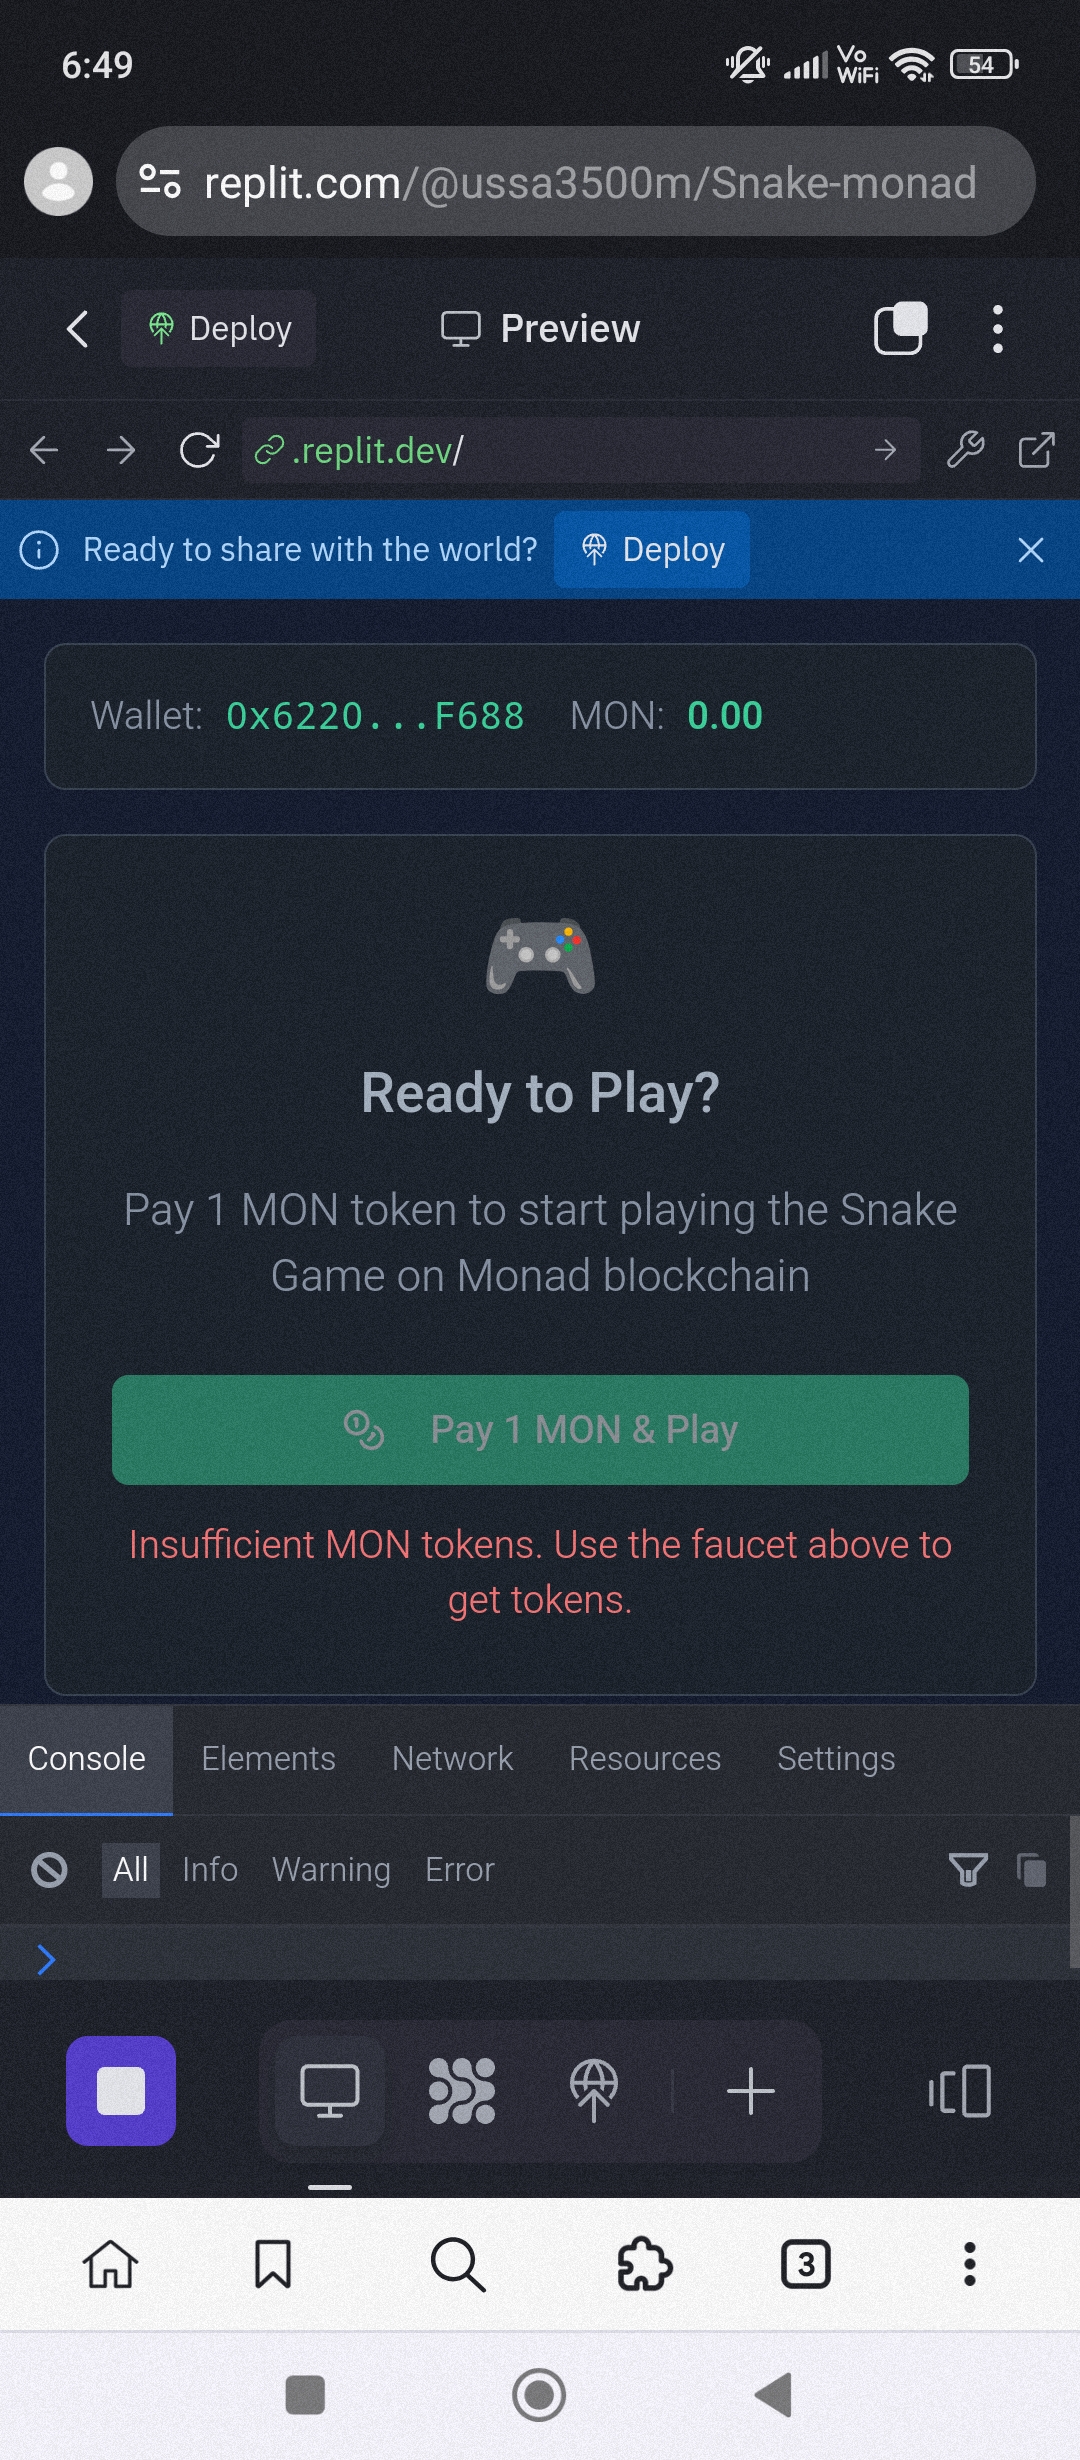 6:49
Vo
WiFi
54
replit.com/@ussa3500m/Snake-monad
Deploy
Preview
.replit.dev/
Ready to share with the world?
Deploy
Wallet: 0x6220...F688 MON: 0.00
Ready to Play?
Pay 1 MON token to start playing the Snake
Game on Monad blockchain
Pay 1 MON & Play
Insufficient MON tokens. Use the faucet above to
get tokens.
Console Elements Network Resources Settings
All Info Warning Error
3